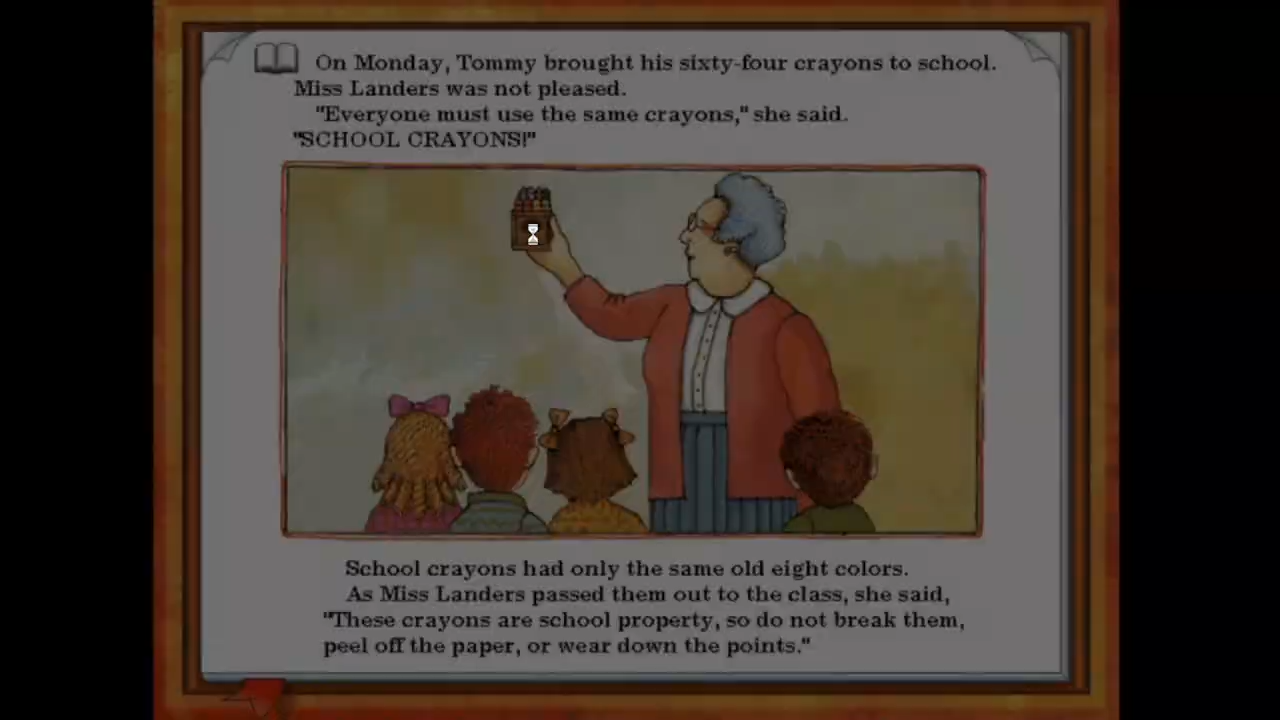 On Monday, Tommy brought his sixty-four crayons to school.
Miss Landers was not pleased.
"Everyone must use the same crayons," she said.
"SCHOOL CRAYONS!"
School crayons had only the same old eight colors.
As Miss Landers passed them out to the class, she said,
"These crayons are school property, so do not break them,
peel off the paper, or wear down the points."